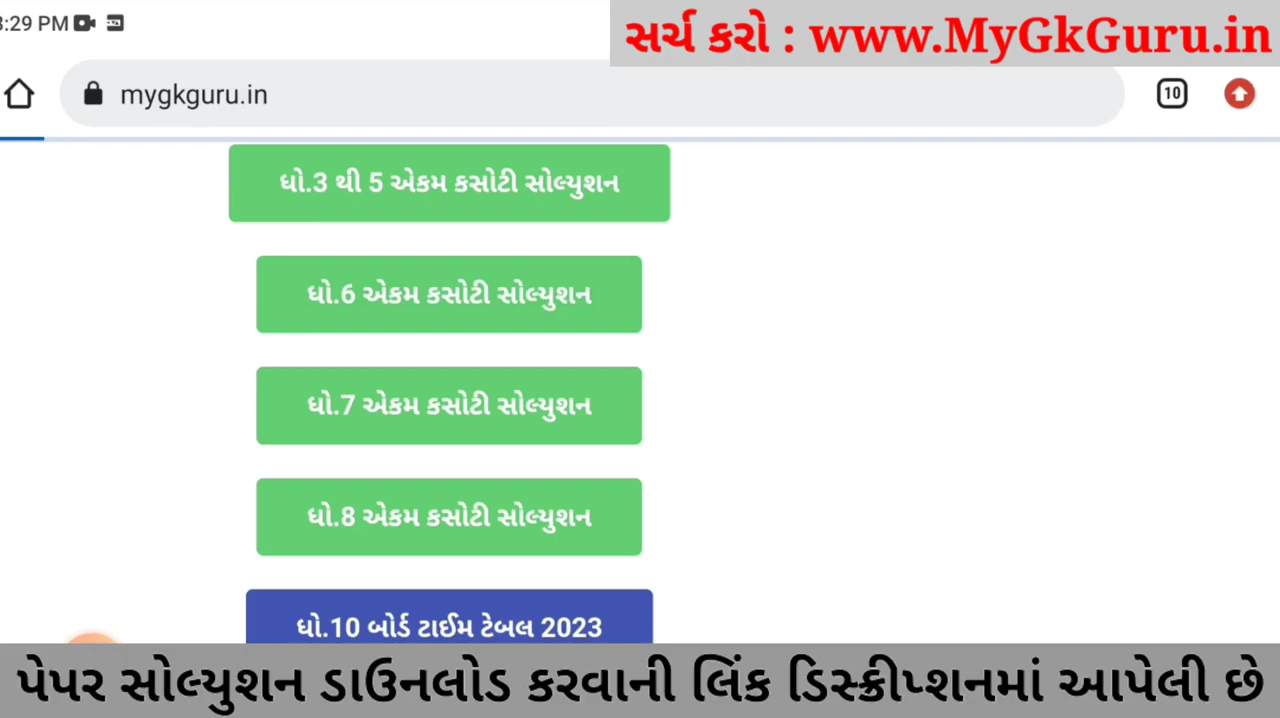 :29 PM
સર્ચ કરો : www.MyGkGuru.in
mygkguru.in
10
ધો.3 થી 5 એકમ કસોટી સોલ્યુશન
ધો.6 એકમ કસોટી સોલ્યુશન
ધો.7 એકમ કસોટી સોલ્યુશન
ધો.8 એકમ કસોટી સોલ્યુશન
ધો.10 બોર્ડ ટાઈમ ટેબલ 2023
પેપર સોલ્યુશન ડાઉનલોડ કરવાની લિંક ડિસ્ક્રીપ્શનમાં આપેલી છે